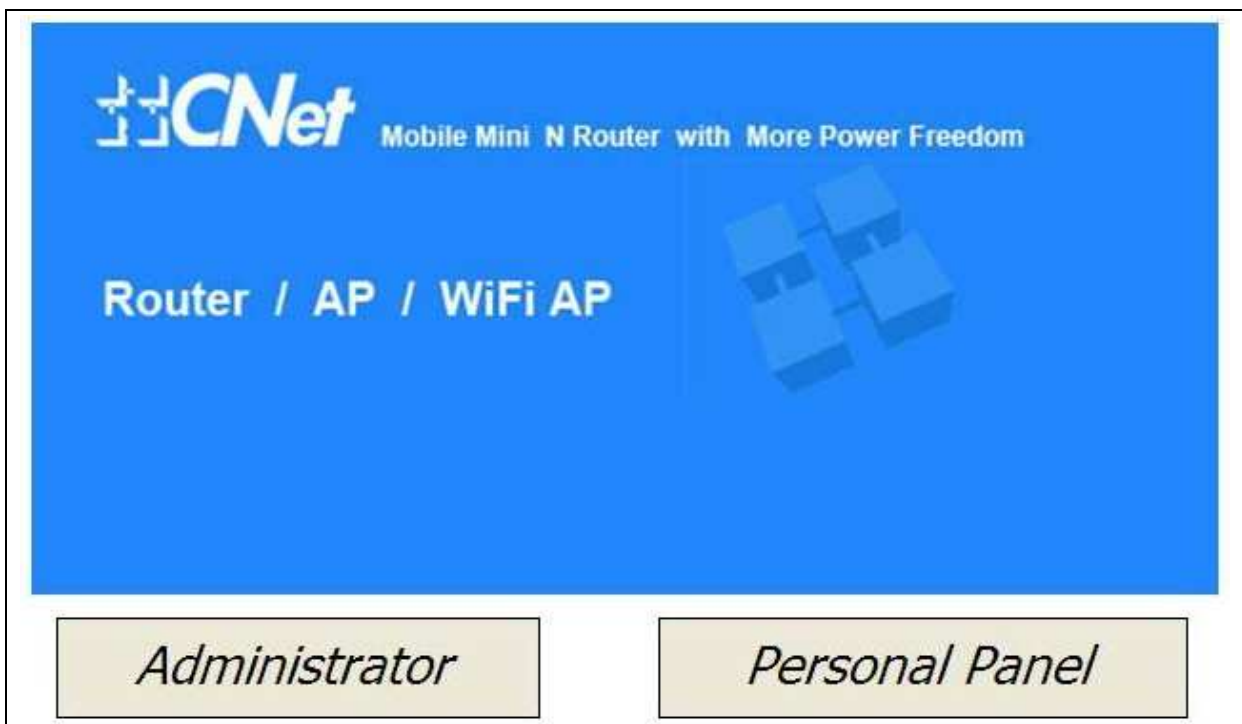 CNet Mobile Mini N Router with More Power Freedom
Router / AP / WiFi AP
Administrator Personal Panel